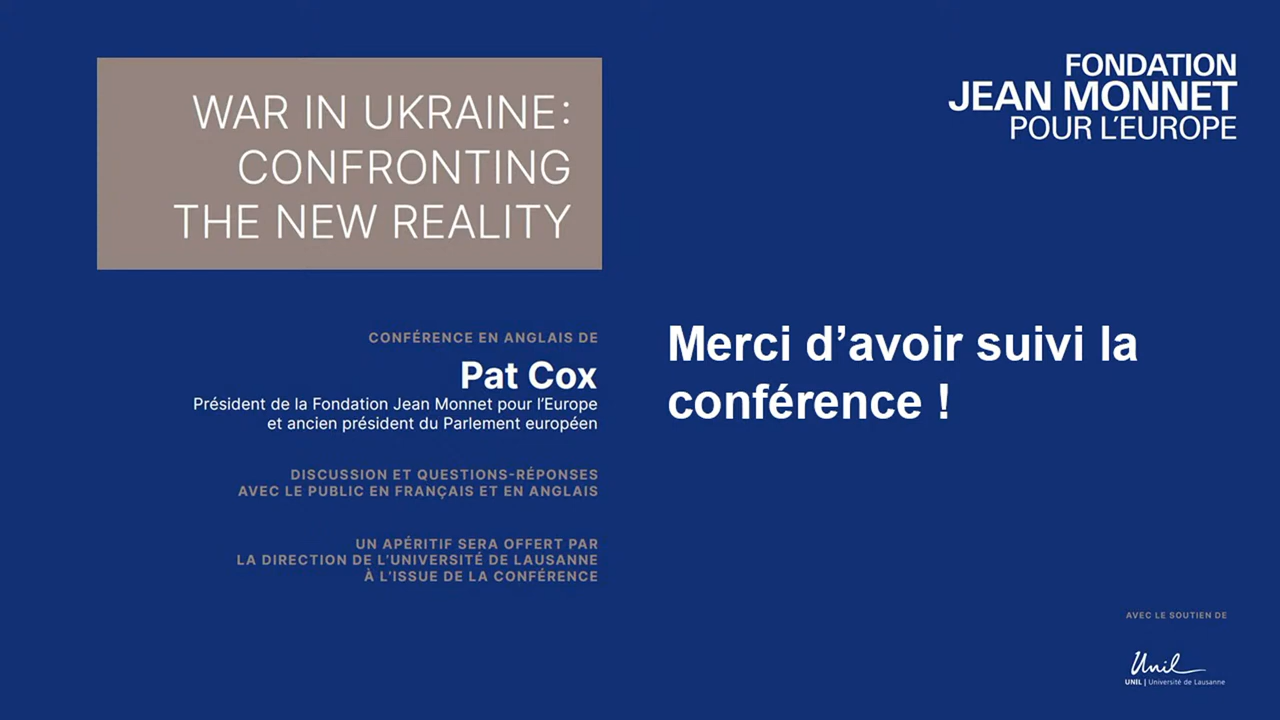 WAR IN UKRAINE:
CONFRONTING
THE NEW REALITY
CONFÉRENCE EN ANGLAIS DE
Pat Cox
Président de la Fondation Jean Monnet pour l'Europe
et ancien président du Parlement européen
DISCUSSION ET QUESTIONS-RÉPONSES
AVEC LE PUBLIC EN FRANÇAIS ET EN ANGLAIS
UN APÉRITIF SERA OFFERT PAR
LA DIRECTION DE L'UNIVERSITÉ DE LAUSANNE
À L'ISSUE DE LA CONFÉRENCE
FONDATION
JEAN MONNET
POUR L'EUROPE
Merci d'avoir suivi la
conférence !
AVEC LE SOUTIEN DE
Unil
UNIL | Université de Lausanne